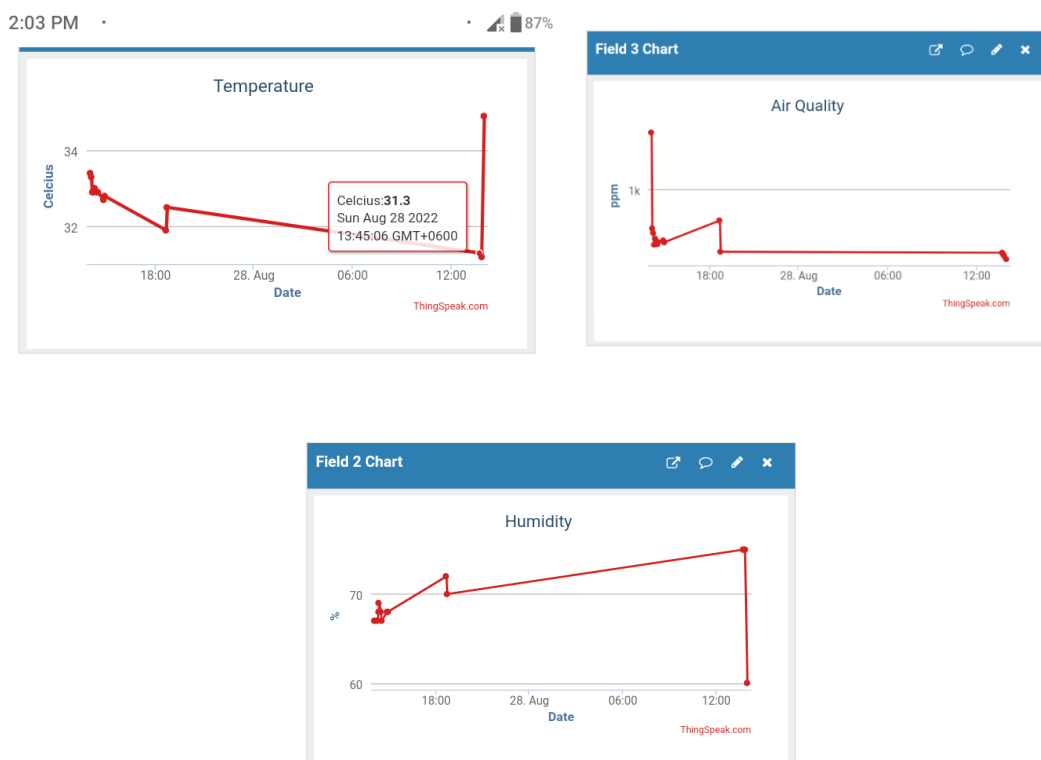 2:03 PM
87%
Temperature
Celcius
34
32
Celcius:31.3
Sun Aug 28 2022
13:45:06 GMT+0600
18:00
28. Aug
06:00
12:00
Date
ThingSpeak.com
Field 3 Chart
Air Quality
ppm
1k
18:00
28. Aug
06:00
12:00
Date
ThingSpeak.com
Field 2 Chart
Humidity
%
70
60
18:00
28. Aug
06:00
12:00
Date
ThingSpeak.com